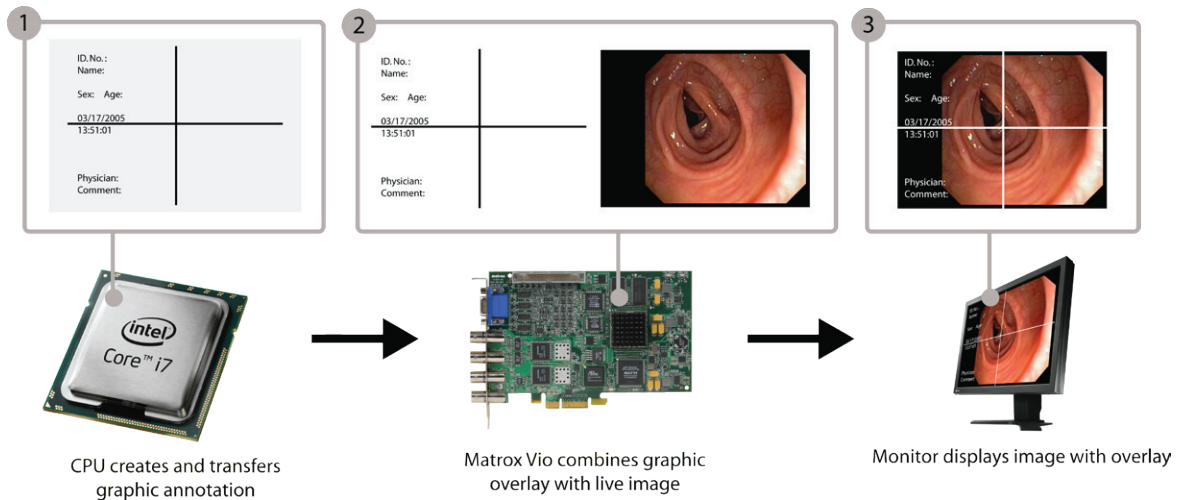 1
ID. No. :
Name:
Sex: Age:
03/17/2005
13:51:01
Physician:
Comment:
2
ID. No. :
Name:
Sex: Age:
03/17/2005
13:51:01
Physician:
Comment:
3
ID. No. :
Name:
Sex: Age:
03/17/2005
13:51:01
Physician:
Comment:
intel
Core™ i7
CPU creates and transfers
graphic annotation
Matrox Vio combines graphic
overlay with live image
Monitor displays image with overlay